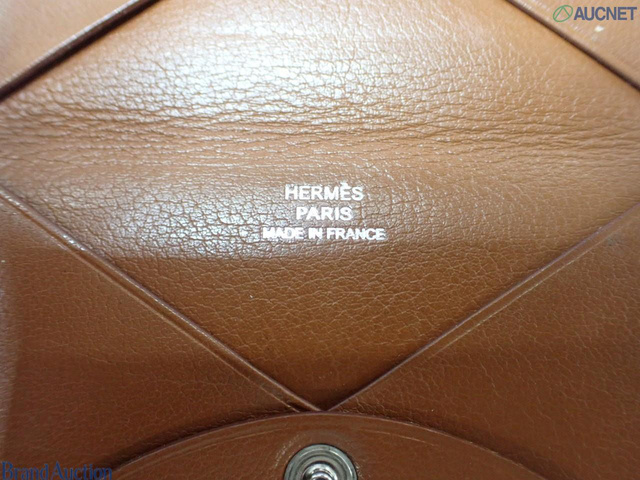 AUCNET
HERMÈS
PARIS
MADE IN FRANCE
Brand Auction